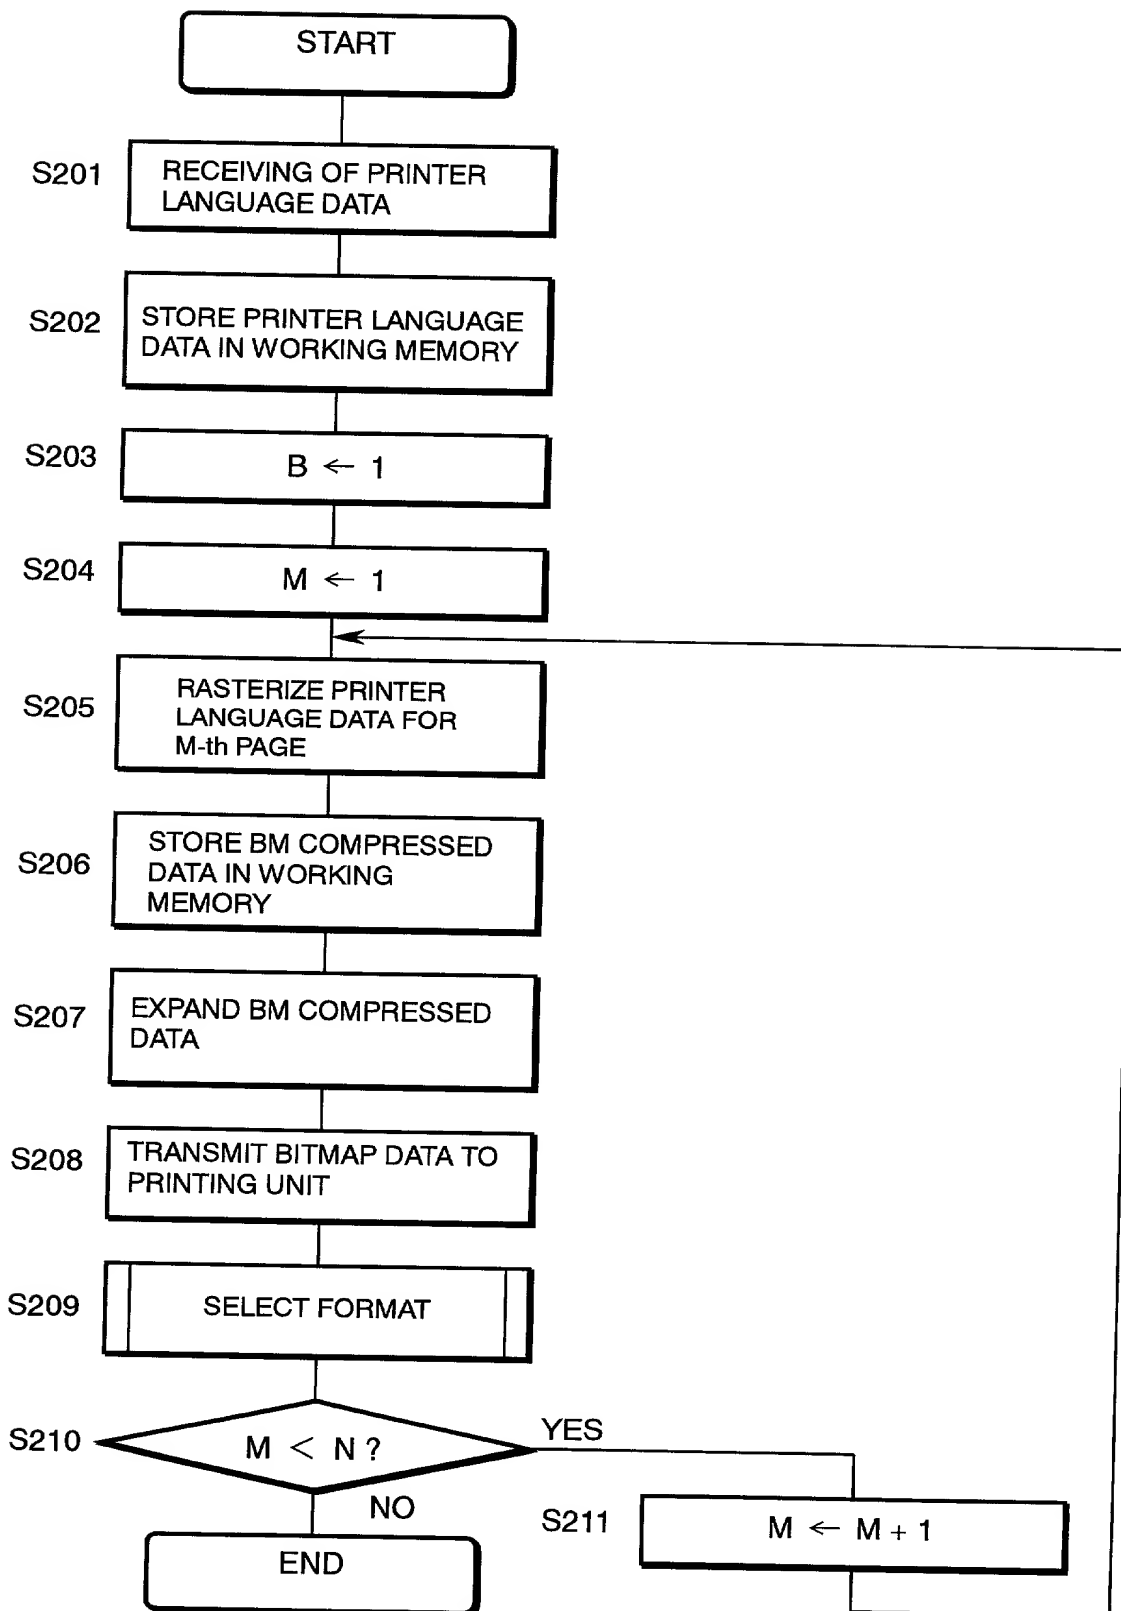 START
S201
RECEIVING OF PRINTER
LANGUAGE DATA
S202
STORE PRINTER LANGUAGE
DATA IN WORKING MEMORY
S203
B ← 1
S204
M ← 1
S205
RASTERIZE PRINTER
LANGUAGE DATA FOR
M-th PAGE
S206
STORE BM COMPRESSED
DATA IN WORKING
MEMORY
S207
EXPAND BM COMPRESSED
DATA
S208
TRANSMIT BITMAP DATA TO
PRINTING UNIT
S209
SELECT FORMAT
S210
M < N ?
YES
NO
S211
M ← M + 1
END